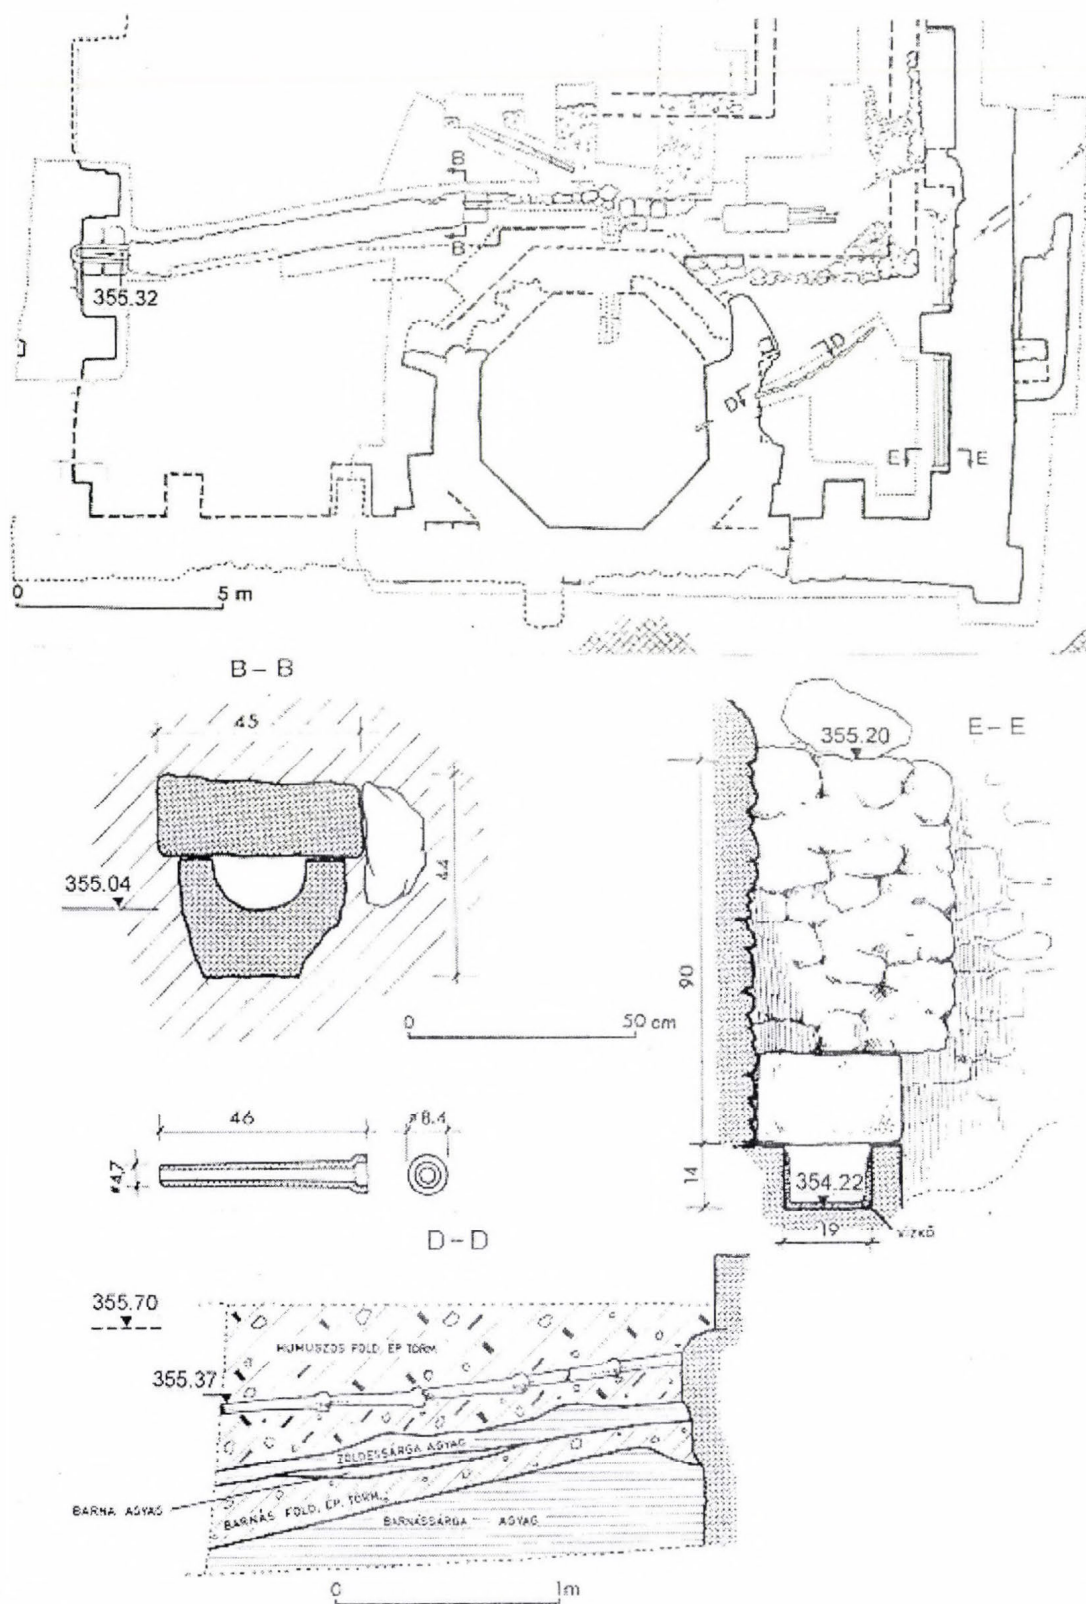 B
B
355.32
D
D
E
E
0 5 m
B – B
45
44
355.04
0 50 cm
E – E
355.20
90
14
354.22
19
VÍZKŐ
46
ø 8.4
ø 4,7
D – D
355.70
HUMUSZOS FÖLD, ÉP. TÖRM.
355.37
ZÖLDESSÁRGA AGYAG
BARNA AGYAG
BARNÁS FÖLD, ÉP. TÖRM.
BARNÁSSÁRGA AGYAG
0 1m